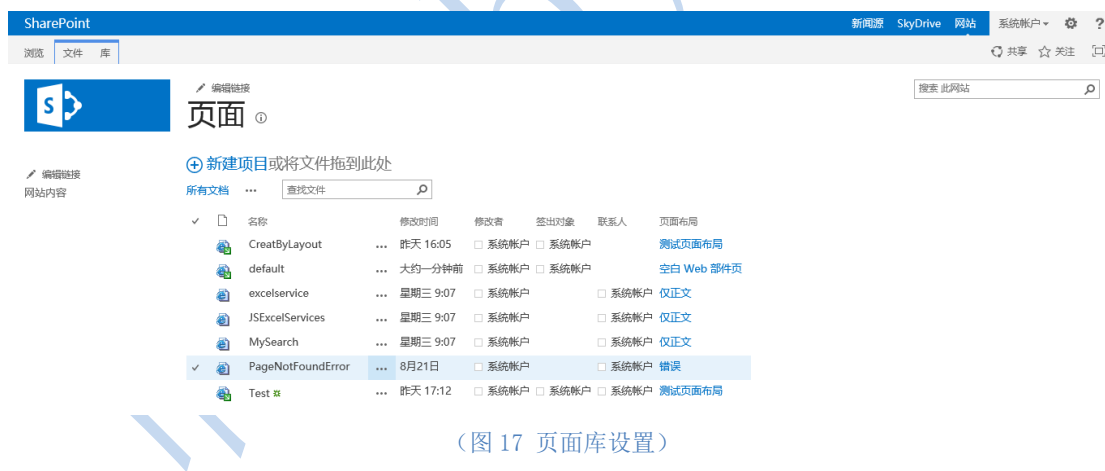 SharePoint 新闻源 SkyDrive 网站 系统帐户 ?
浏览 文件 库 共享 关注
S 编辑链接 搜索 此网站
页面
编辑链接 新建项目或将文件拖到此处
网站内容 所有文档 ... 查找文件
名称 修改时间 修改者 签出对象 联系人 页面布局
CreatByLayout ... 昨天 16:05 系统帐户 系统帐户 测试页面布局
default ... 大约一分钟前 系统帐户 系统帐户 空白 Web 部件页
excelservice ... 星期三 9:07 系统帐户 系统帐户 仅正文
JSExcelServices ... 星期三 9:07 系统帐户 系统帐户 仅正文
MySearch ... 星期三 9:07 系统帐户 系统帐户 仅正文
PageNotFoundError ... 8月21日 系统帐户 系统帐户 错误
Test ... 昨天 17:12 系统帐户 系统帐户 系统帐户 测试页面布局
（图 17 页面库设置）